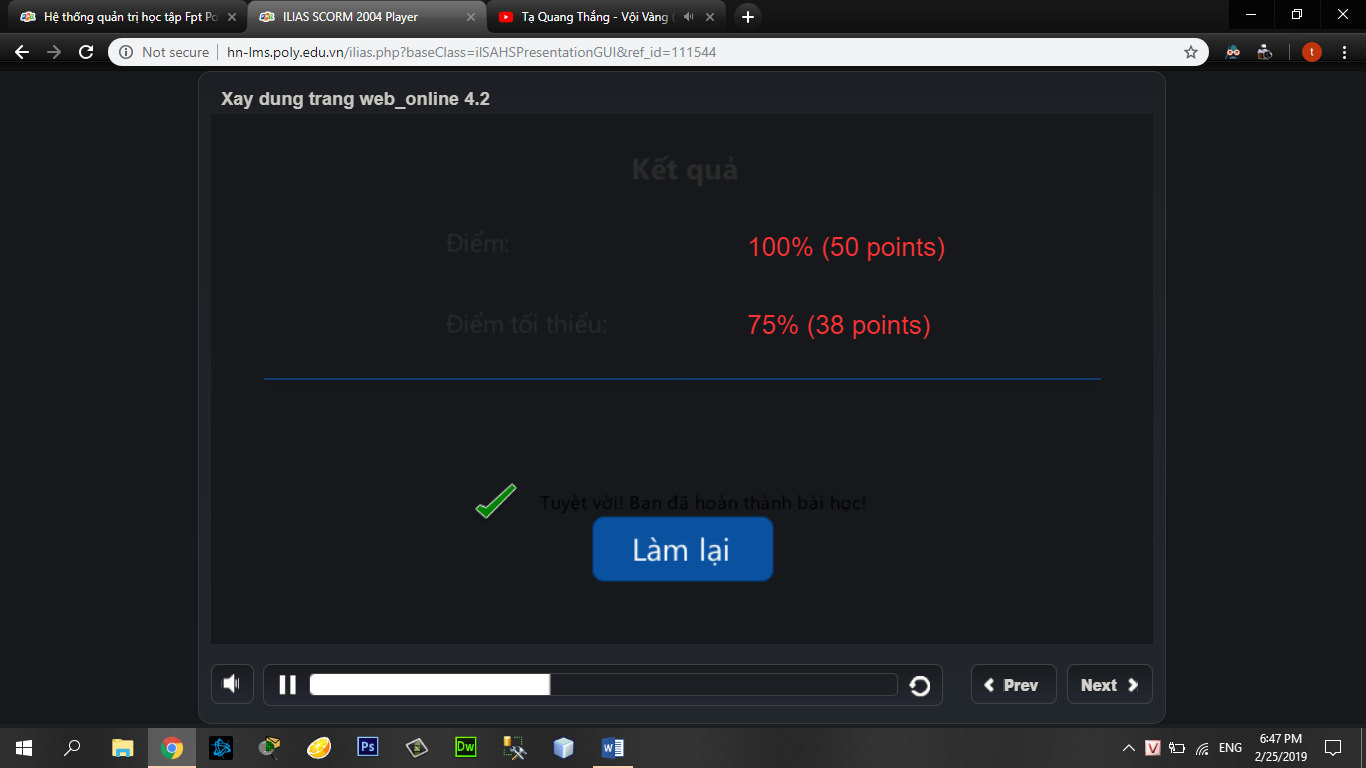 Hệ thống quản trị học tập Fpt Po
ILIAS SCORM 2004 Player
Tạ Quang Thắng - Vội Vàng (
Not secure
hn-lms.poly.edu.vn/ilias.php?baseClass=ilSAHSPresentationGUI&ref_id=111544
t
Xay dung trang web_online 4.2
Kết quả
Điểm:
100% (50 points)
Điểm tối thiểu:
75% (38 points)
Tuyệt vời! Bạn đã hoàn thành bài học!
Làm lại
Prev
Next
Ps
Dw
V
ENG
6:47 PM
2/25/2019